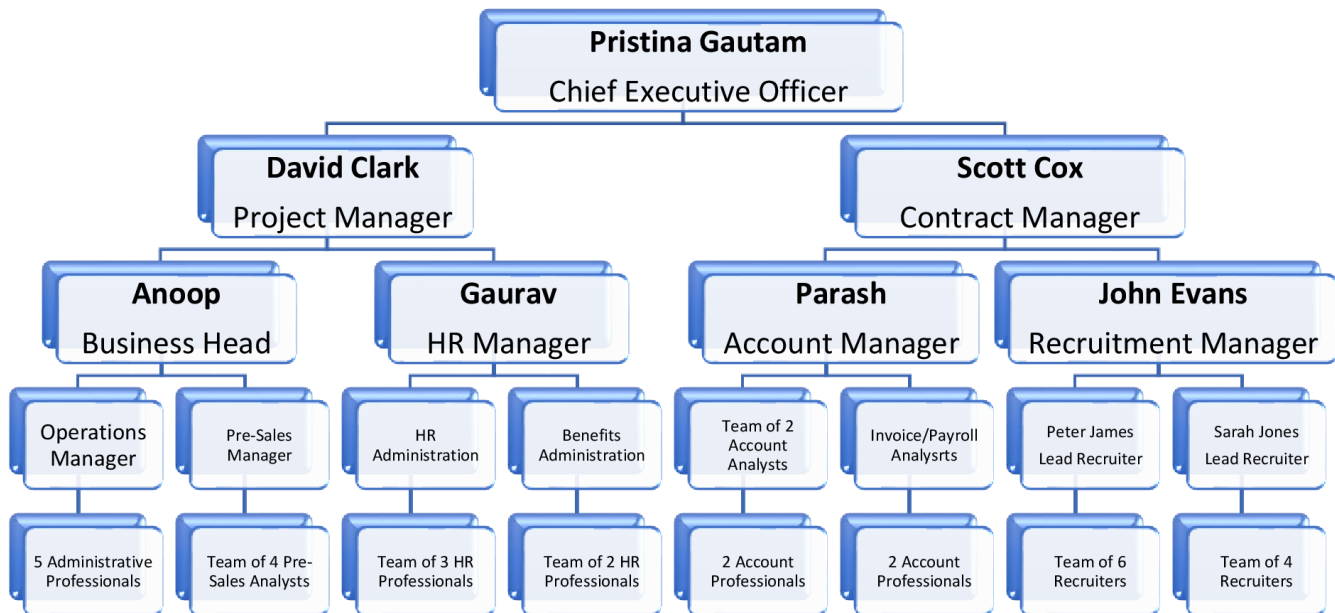 Pristina Gautam
Chief Executive Officer
David Clark
Project Manager
Scott Cox
Contract Manager
Anoop
Business Head
Gaurav
HR Manager
Parash
Account Manager
John Evans
Recruitment Manager
Operations
Manager
Pre-Sales
Manager
HR
Administration
Benefits
Administration
Team of 2
Account
Analysts
Invoice/Payroll
Analysrts
Peter James
Lead Recruiter
Sarah Jones
Lead Recruiter
5 Administrative
Professionals
Team of 4 Pre-
Sales Analysts
Team of 3 HR
Professionals
Team of 2 HR
Professionals
2 Account
Professionals
2 Account
Professionals
Team of 6
Recruiters
Team of 4
Recruiters